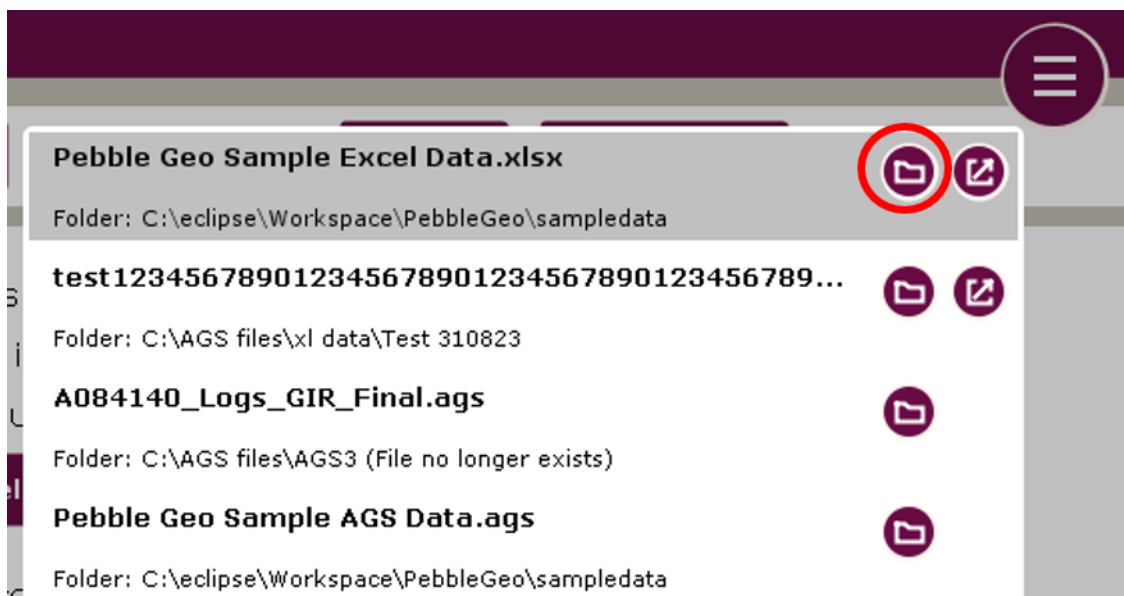 Pebble Geo Sample Excel Data.xlsx
Folder: C:\eclipse\Workspace\PebbleGeo\sampledata
test123456789012345678901234567890123456789...
Folder: C:\AGS files\xl data\Test 310823
A084140_Logs_GIR_Final.ags
Folder: C:\AGS files\AGS3 (File no longer exists)
Pebble Geo Sample AGS Data.ags
Folder: C:\eclipse\Workspace\PebbleGeo\sampledata